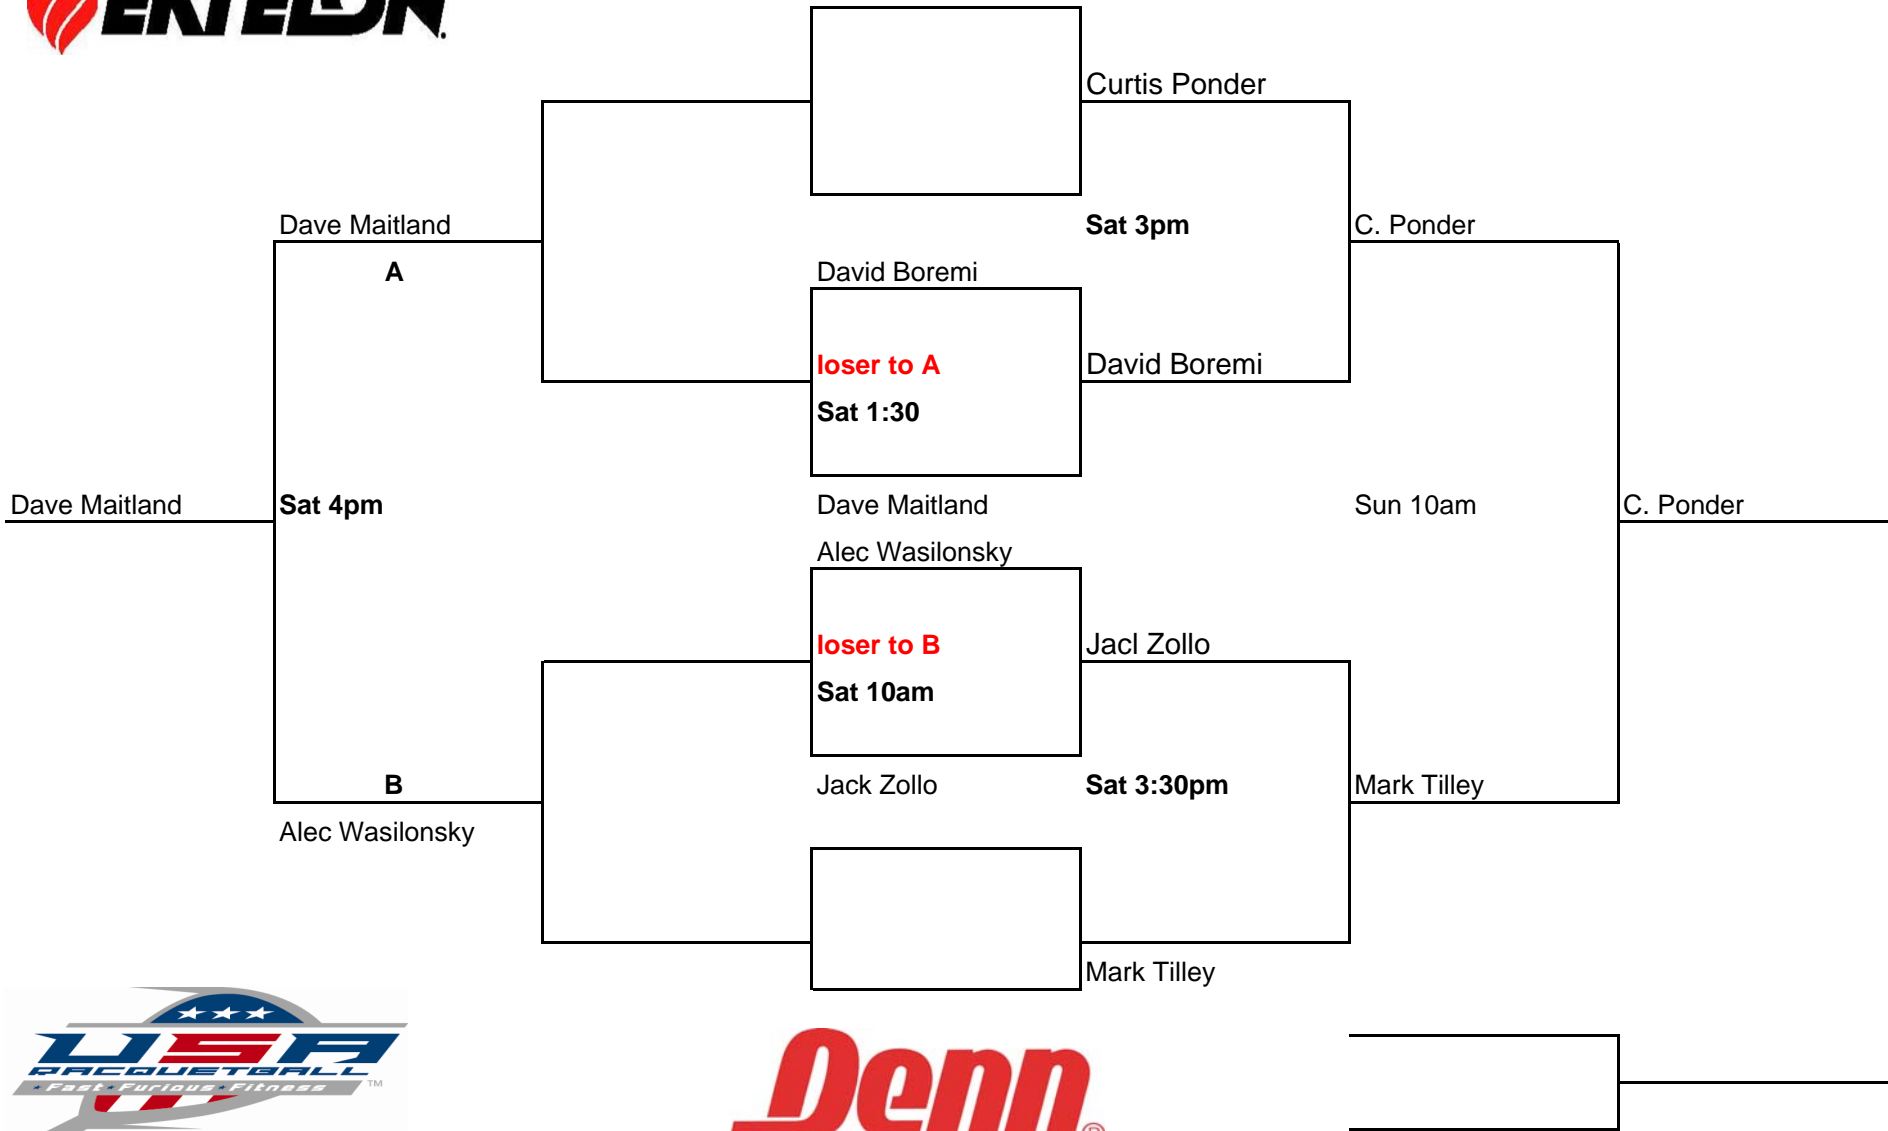 EKTELON.
Curtis Ponder
Dave Maitland
Sat 3pm
C. Ponder
A
David Boremi
loser to A
David Boremi
Sat 1:30
Dave Maitland
Sat 4pm
Dave Maitland
Sun 10am
C. Ponder
Alec Wasilonsky
loser to B
Jacl Zollo
Sat 10am
B
Jack Zollo
Sat 3:30pm
Mark Tilley
Alec Wasilonsky
Mark Tilley
USA
RACQUETBALL
Fast Furious Fitness TM
Penn ®